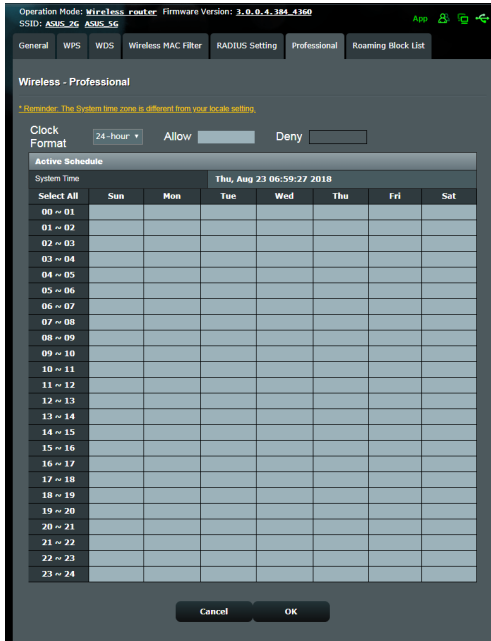 Operation Mode: Wireless router Firmware Version: 3.0.0.4.384_4360
SSID: ASUS_2G ASUS_5G
App
General WPS WDS Wireless MAC Filter RADIUS Setting Professional Roaming Block List
Wireless - Professional
* Reminder: The System time zone is different from your locale setting.
Clock Format 24-hour Allow Deny
Active Schedule
System Time Thu, Aug 23 06:59:27 2018
Select All Sun Mon Tue Wed Thu Fri Sat
00 ~ 01
01 ~ 02
02 ~ 03
03 ~ 04
04 ~ 05
05 ~ 06
06 ~ 07
07 ~ 08
08 ~ 09
09 ~ 10
10 ~ 11
11 ~ 12
12 ~ 13
13 ~ 14
14 ~ 15
15 ~ 16
16 ~ 17
17 ~ 18
18 ~ 19
19 ~ 20
20 ~ 21
21 ~ 22
22 ~ 23
23 ~ 24
Cancel OK